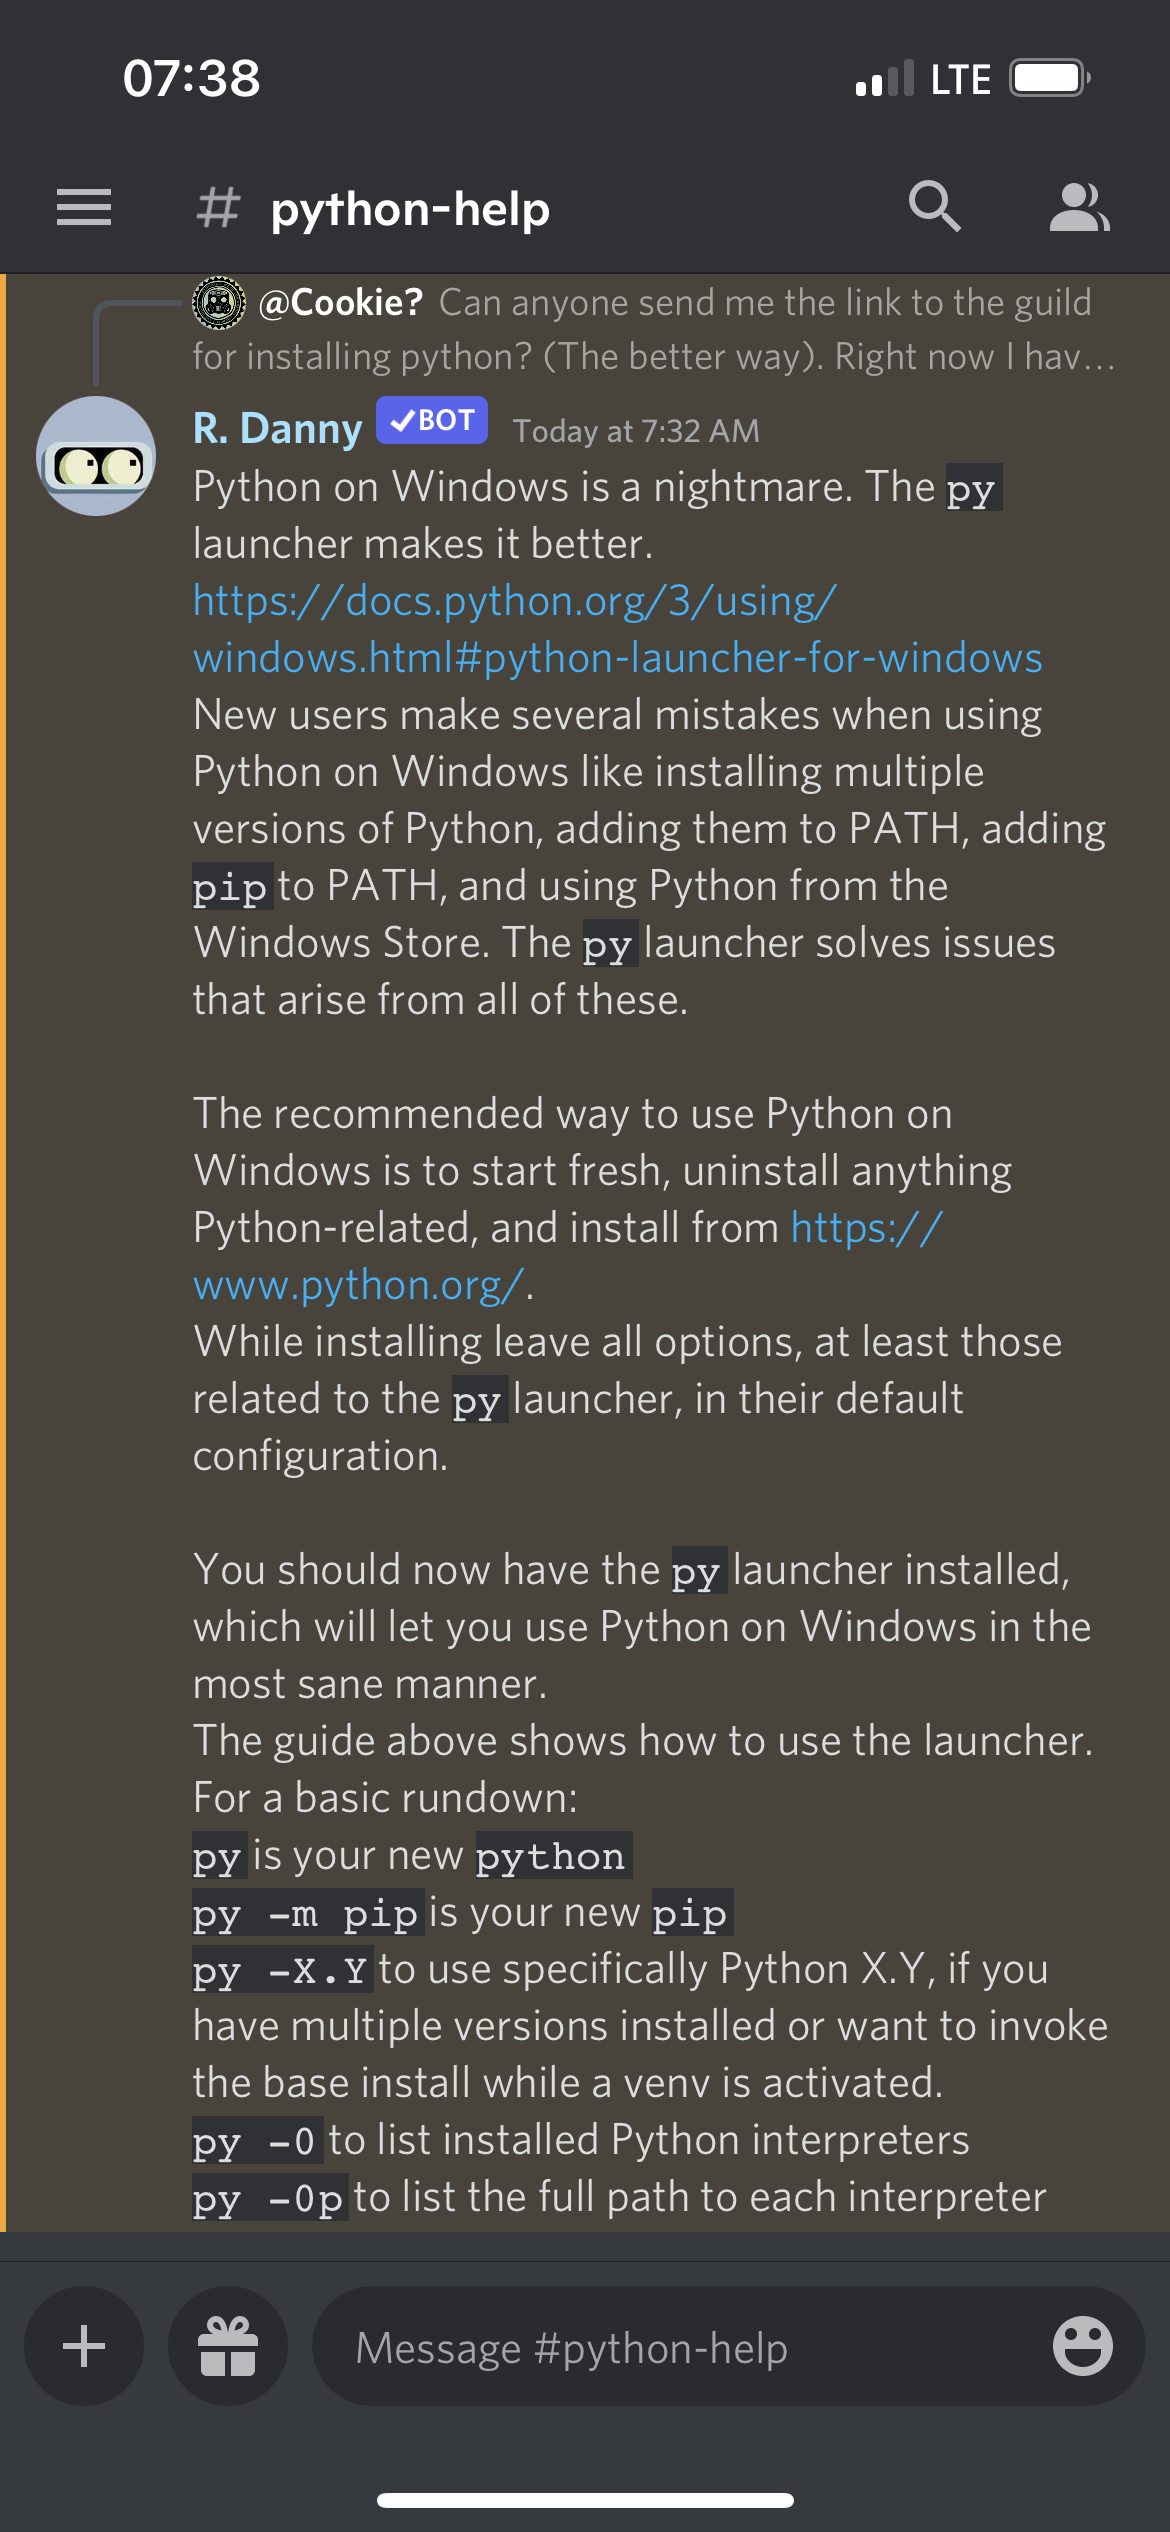 07:38
LTE
# python-help
@Cookie? Can anyone send me the link to the guild
for installing python? (The better way). Right now I hav...
R. Danny ✓BOT Today at 7:32 AM
Python on Windows is a nightmare. The py
launcher makes it better.
https://docs.python.org/3/using/
windows.html#python-launcher-for-windows
New users make several mistakes when using
Python on Windows like installing multiple
versions of Python, adding them to PATH, adding
pip to PATH, and using Python from the
Windows Store. The py launcher solves issues
that arise from all of these.
The recommended way to use Python on
Windows is to start fresh, uninstall anything
Python-related, and install from https://
www.python.org/.
While installing leave all options, at least those
related to the py launcher, in their default
configuration.
You should now have the py launcher installed,
which will let you use Python on Windows in the
most sane manner.
The guide above shows how to use the launcher.
For a basic rundown:
py is your new python
py -m pip is your new pip
py -X.Y to use specifically Python X.Y, if you
have multiple versions installed or want to invoke
the base install while a venv is activated.
py -0 to list installed Python interpreters
py -0p to list the full path to each interpreter
Message #python-help